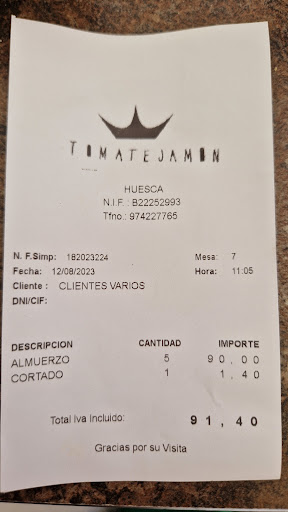 TOMATEJAMON
HUESCA
N.I.F. : B22252993
Tfno.: 974227765
N. F.Simp: 182023224 Mesa: 7
Fecha: 12/08/2023 Hora: 11:05
Cliente : CLIENTES VARIOS
DNI/CIF:
DESCRIPCION CANTIDAD IMPORTE
ALMUERZO 5 90.00
CORTADO 1 1.40
Total Iva Incluido: 91,40
Gracias por su Visita